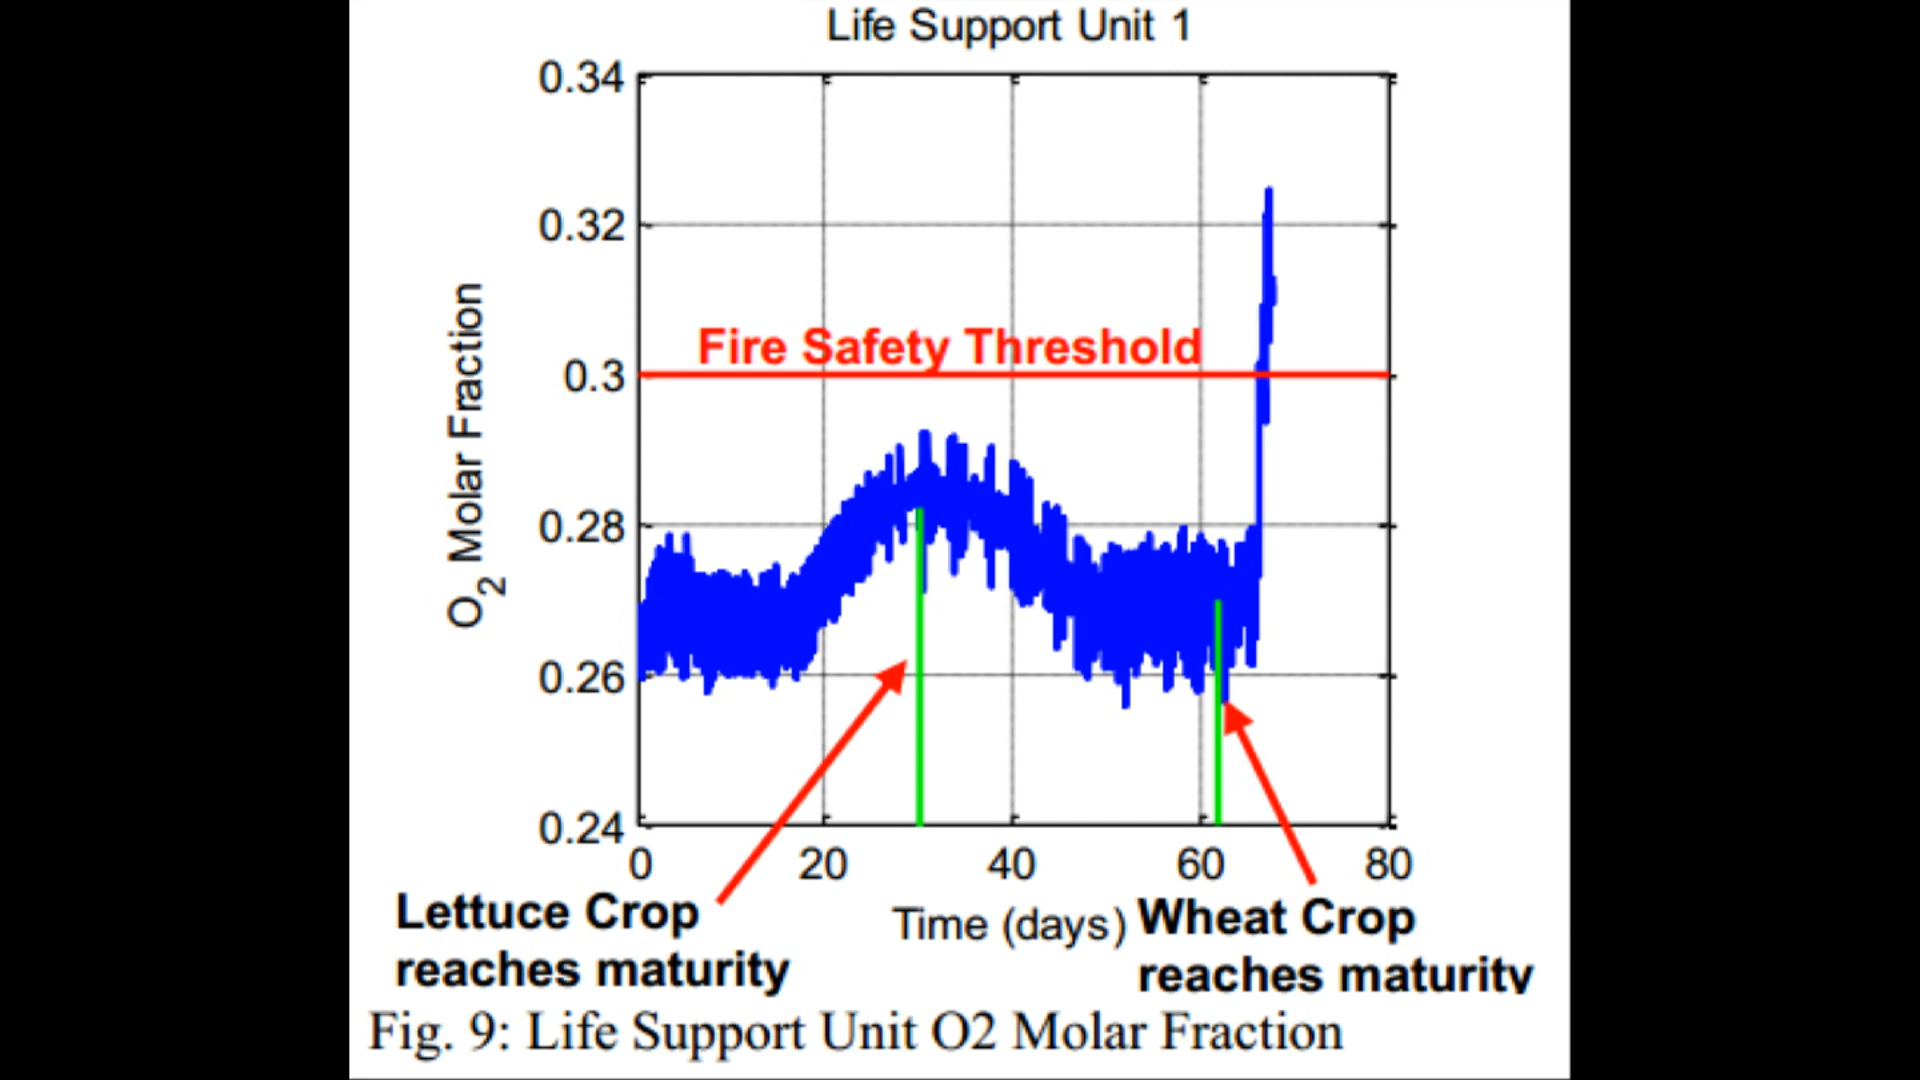 Life Support Unit 1
0.34
0.32
0.3
0.28
0.26
0.24
O2 Molar Fraction
Fire Safety Threshold
0 20 40 60 80
Time (days)
Lettuce Crop
reaches maturity
Wheat Crop
reaches maturity
Fig. 9: Life Support Unit O2 Molar Fraction